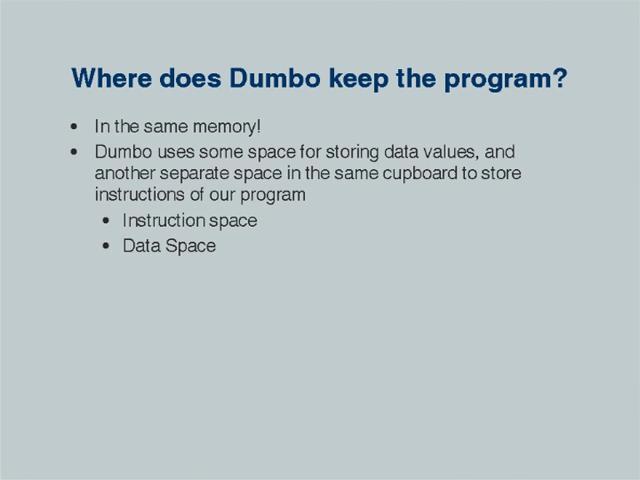 Where does Dumbo keep the program?
• In the same memory!
• Dumbo uses some space for storing data values, and
another separate space in the same cupboard to store
instructions of our program
• Instruction space
• Data Space